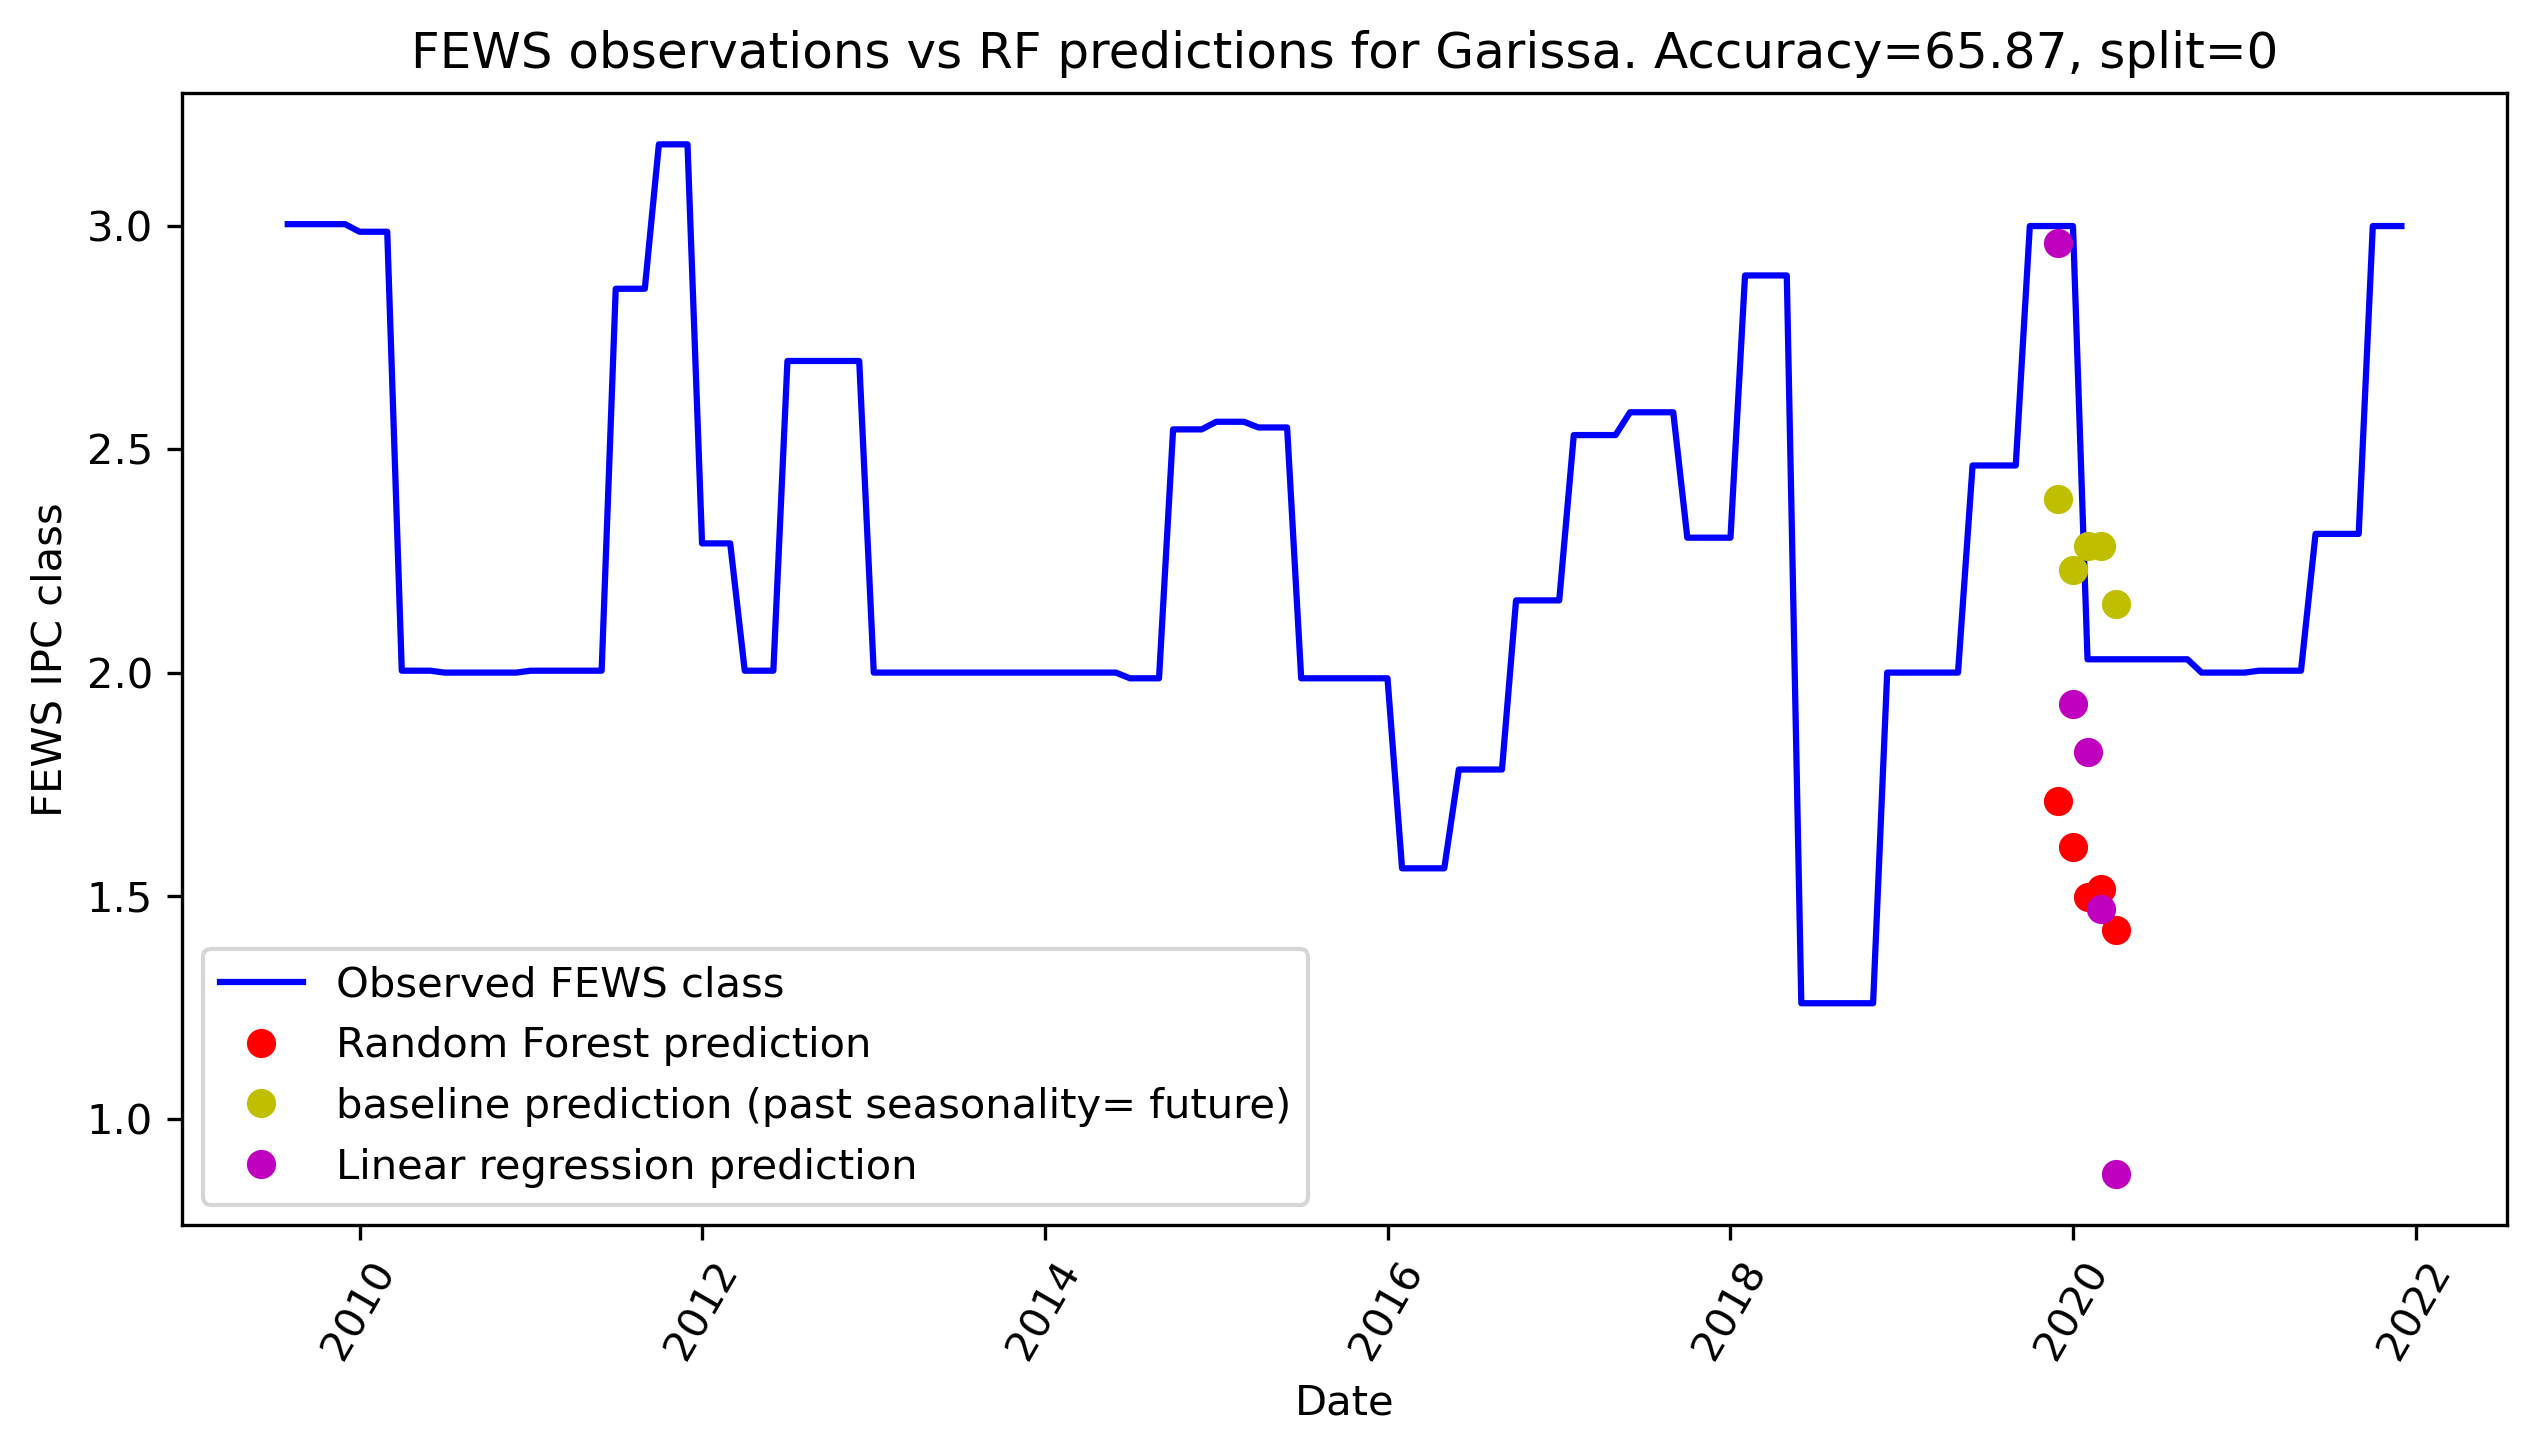 FEWS observations vs RF predictions for Garissa. Accuracy=65.87, split=0
FEWS IPC class
3.0
2.5
2.0
1.5
1.0
Observed FEWS class
Random Forest prediction
baseline prediction (past seasonality= future)
Linear regression prediction
2010
2012
2014
2016
2018
2020
2022
Date